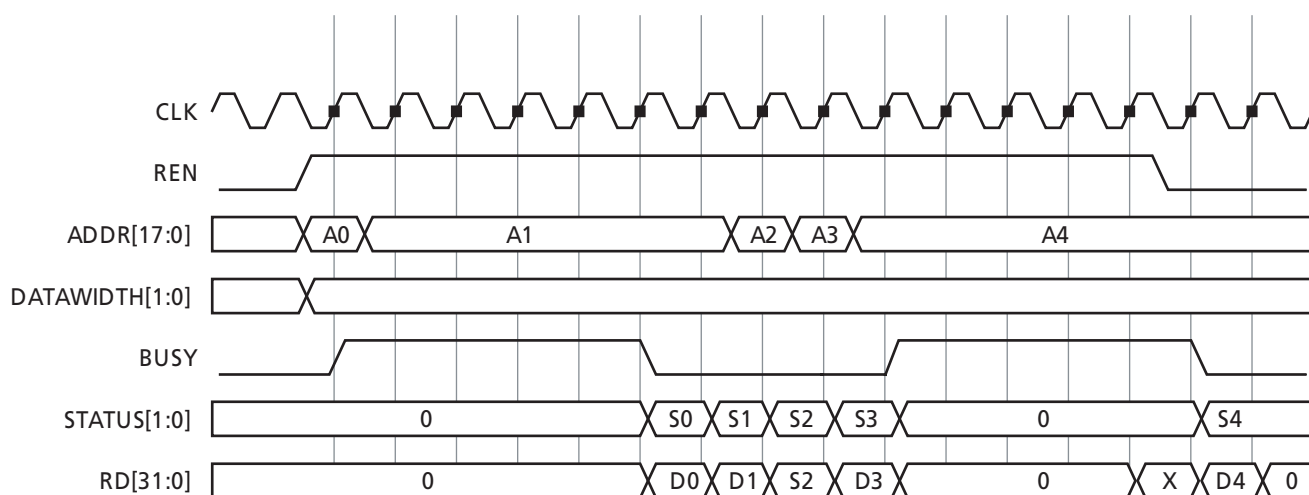 CLK
REN
ADDR[17:0] A0 A1 A2 A3 A4
DATAWIDTH[1:0]
BUSY
STATUS[1:0] 0 S0 S1 S2 S3 0 S4
RD[31:0] 0 D0 D1 S2 D3 0 X D4 0